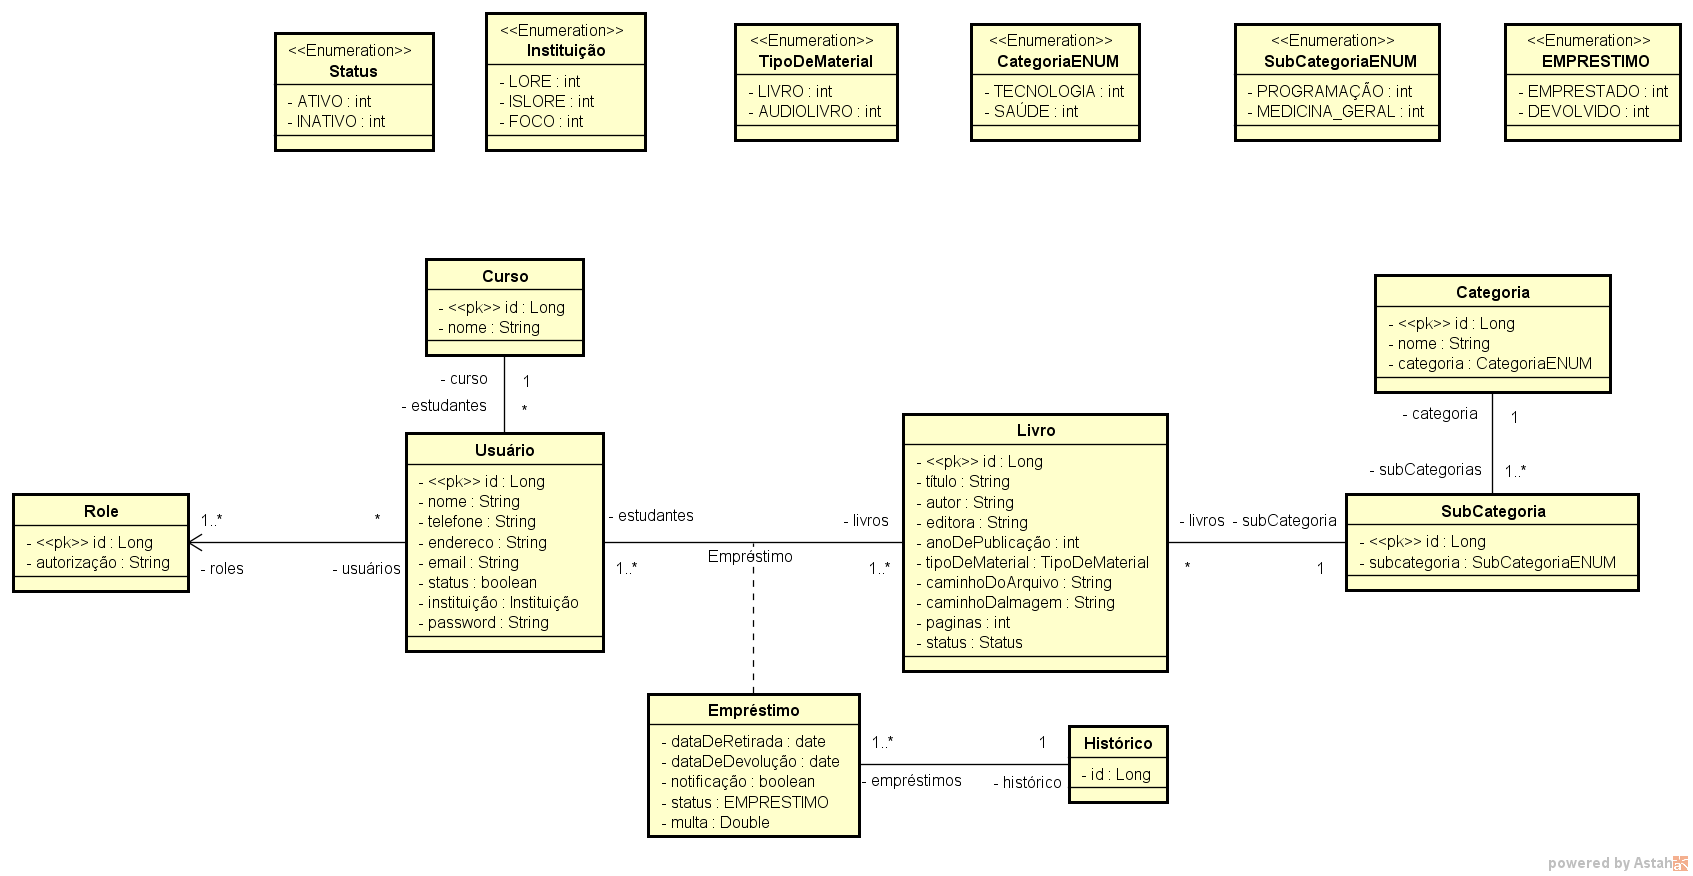 <<Enumeration>>
Status
- ATIVO : int
- INATIVO : int
<<Enumeration>>
Instituição
- LORE : int
- ISLORE : int
- FOCO : int
<<Enumeration>>
TipoDeMaterial
- LIVRO : int
- AUDIOLIVRO : int
<<Enumeration>>
CategoriaENUM
- TECNOLOGIA : int
- SAÚDE : int
<<Enumeration>>
SubCategoriaENUM
- PROGRAMAÇÃO : int
- MEDICINA_GERAL : int
<<Enumeration>>
EMPRESTIMO
- EMPRESTADO : int
- DEVOLVIDO : int
Curso
- <<pk>> id : Long
- nome : String
- curso 1
- estudantes *
Usuário
- <<pk>> id : Long
- nome : String
- telefone : String
- endereco : String
- email : String
- status : boolean
- instituição : Instituição
- password : String
Role
- <<pk>> id : Long
- autorização : String
1..* *
- roles - usuários
- estudantes - livros
Empréstimo
1..* 1..*
Livro
- <<pk>> id : Long
- título : String
- autor : String
- editora : String
- anoDePublicação : int
- tipoDeMaterial : TipoDeMaterial
- caminhoDoArquivo : String
- caminhoDaImagem : String
- paginas : int
- status : Status
- livros - subCategoria
* 1
Categoria
- <<pk>> id : Long
- nome : String
- categoria : CategoriaENUM
- categoria 1
- subCategorias 1..*
SubCategoria
- <<pk>> id : Long
- subcategoria : SubCategoriaENUM
Empréstimo
- dataDeRetirada : date
- dataDeDevolução : date
- notificação : boolean
- status : EMPRESTIMO
- multa : Double
1..* 1
- empréstimos - histórico
Histórico
- id : Long
powered by Astah